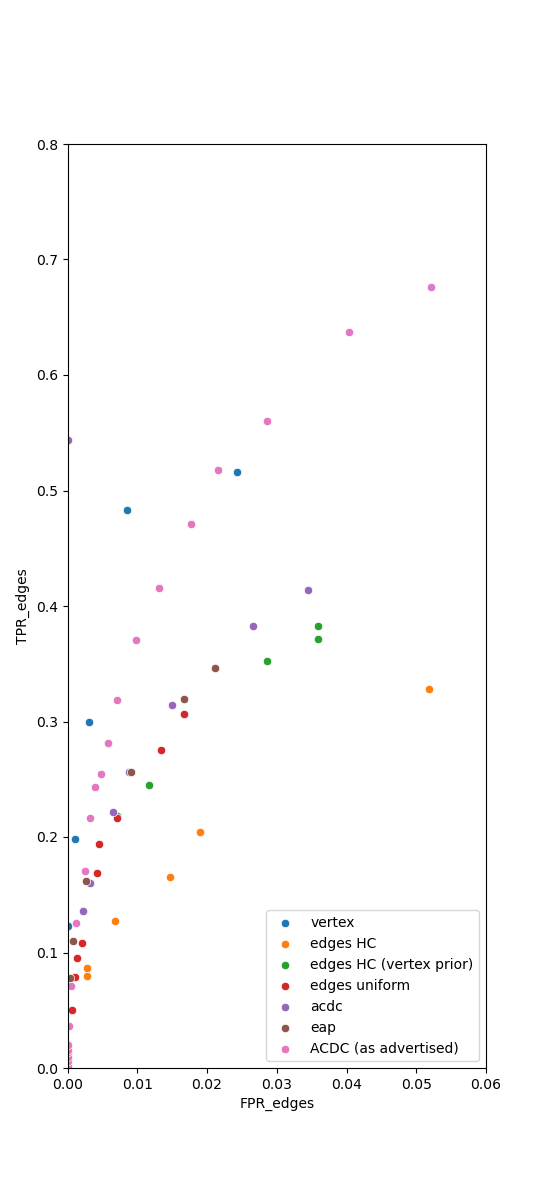 0.8
0.7
0.6
0.5
0.4
0.3
0.2
0.1
0.0
TPR_edges
vertex
edges HC
edges HC (vertex prior)
edges uniform
acdc
eap
ACDC (as advertised)
0.00 0.01 0.02 0.03 0.04 0.05 0.06
FPR_edges